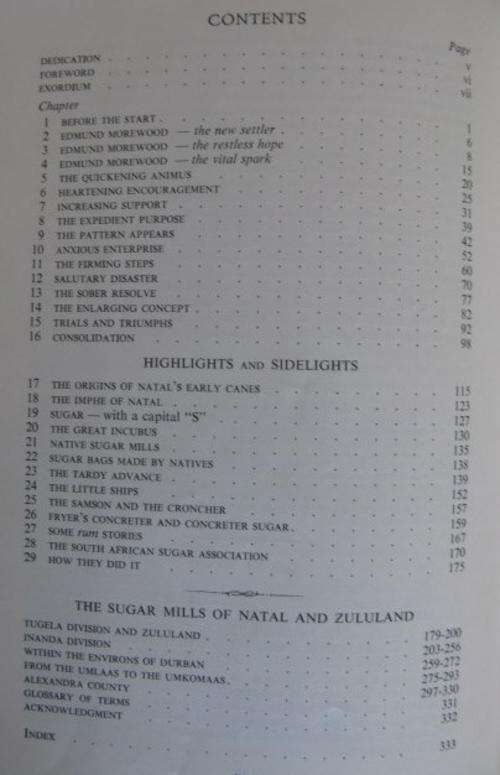 CONTENTS
Page
DEDICATION . . . . . . . . . . v
FOREWORD . . . . . . . . . . vi
EXORDIUM . . . . . . . . . . vii
Chapter
1 BEFORE THE START . . . . . . . . 1
2 EDMUND MOREWOOD — the new settler . . . . . 6
3 EDMUND MOREWOOD — the restless hope . . . . . 8
4 EDMUND MOREWOOD — the vital spark . . . . . 15
5 THE QUICKENING ANIMUS . . . . . . . 20
6 HEARTENING ENCOURAGEMENT . . . . . . 25
7 INCREASING SUPPORT . . . . . . . . 31
8 THE EXPEDIENT PURPOSE . . . . . . . 39
9 THE PATTERN APPEARS . . . . . . . 42
10 ANXIOUS ENTERPRISE . . . . . . . . 52
11 THE FIRMING STEPS . . . . . . . . 60
12 SALUTARY DISASTER . . . . . . . . 70
13 THE SOBER RESOLVE . . . . . . . . 77
14 THE ENLARGING CONCEPT . . . . . . . 82
15 TRIALS AND TRIUMPHS . . . . . . . . 92
16 CONSOLIDATION . . . . . . . . 98
HIGHLIGHTS AND SIDELIGHTS
17 THE ORIGINS OF NATAL'S EARLY CANES . . . . . 115
18 THE IMPHE OF NATAL . . . . . . . . 123
19 SUGAR — with a capital "S" . . . . . . . 127
20 THE GREAT INCUBUS . . . . . . . . 130
21 NATIVE SUGAR MILLS . . . . . . . . 135
22 SUGAR BAGS MADE BY NATIVES . . . . . . 138
23 THE TARDY ADVANCE . . . . . . . . 139
24 THE LITTLE SHIPS . . . . . . . . 152
25 THE SAMSON AND THE CRONCHER . . . . . . 157
26 FRYER'S CONCRETER AND CONCRETER SUGAR . . . . . 159
27 SOME rum STORIES . . . . . . . . 167
28 THE SOUTH AFRICAN SUGAR ASSOCIATION . . . . . 170
29 HOW THEY DID IT . . . . . . . . 175
THE SUGAR MILLS OF NATAL AND ZULULAND
TUGELA DIVISION AND ZULULAND . . . . . . 179-200
INANDA DIVISION . . . . . . . . 203-256
WITHIN THE ENVIRONS OF DURBAN . . . . . . 259-272
FROM THE UMLAAS TO THE UMKOMAAS . . . . . . 275-293
ALEXANDRA COUNTY . . . . . . . . 297-330
GLOSSARY OF TERMS . . . . . . . . 331
ACKNOWLEDGMENT . . . . . . . . 332
INDEX . . . . . . . . . . 333